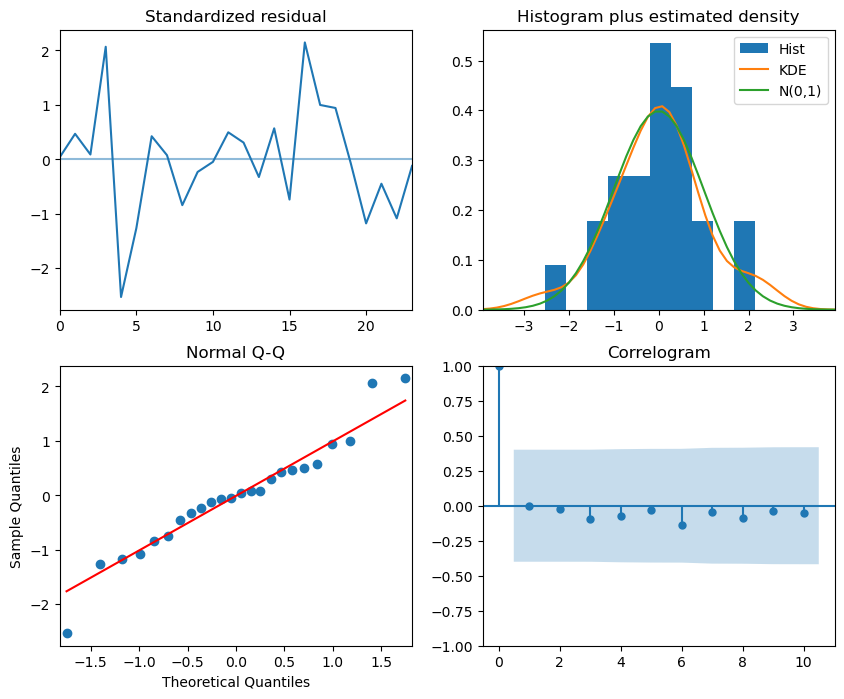 Standardized residual
2
1
0
−1
−2
0 5 10 15 20
Histogram plus estimated density
Hist
KDE
N(0,1)
0.5
0.4
0.3
0.2
0.1
0.0
−3 −2 −1 0 1 2 3
Normal Q-Q
Sample Quantiles
2
1
0
−1
−2
−1.5 −1.0 −0.5 0.0 0.5 1.0 1.5
Theoretical Quantiles
Correlogram
1.00
0.75
0.50
0.25
0.00
−0.25
−0.50
−0.75
−1.00
0 2 4 6 8 10